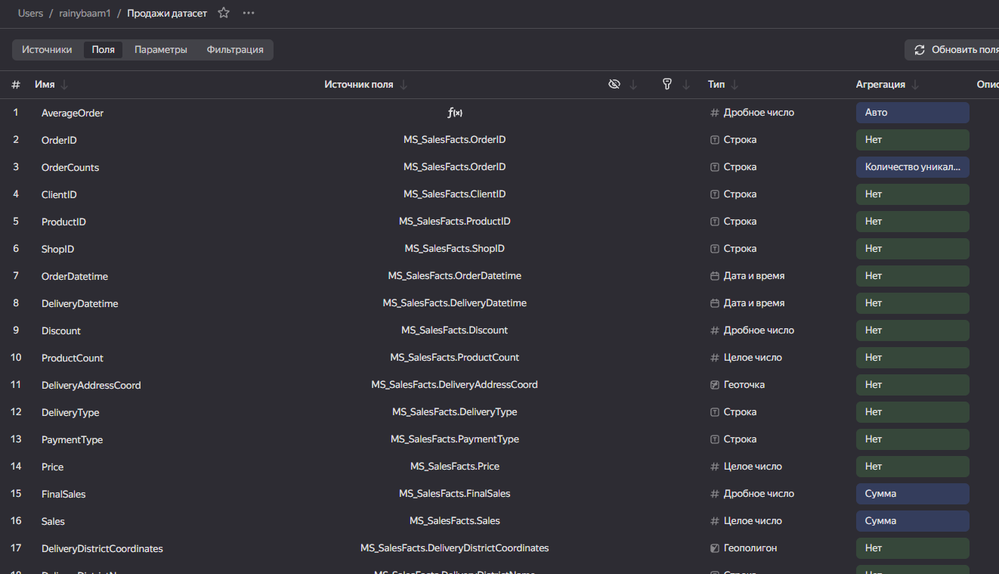 Users / rainybaam1 / Продажи датасет
Источники Поля Параметры Фильтрация Обновить поля
# Имя Источник поля Тип Агрегация
1 AverageOrder f(x) # Дробное число Авто
2 OrderID MS_SalesFacts.OrderID Строка Нет
3 OrderCounts MS_SalesFacts.OrderID Строка Количество уникал...
4 ClientID MS_SalesFacts.ClientID Строка Нет
5 ProductID MS_SalesFacts.ProductID Строка Нет
6 ShopID MS_SalesFacts.ShopID Строка Нет
7 OrderDatetime MS_SalesFacts.OrderDatetime Дата и время Нет
8 DeliveryDatetime MS_SalesFacts.DeliveryDatetime Дата и время Нет
9 Discount MS_SalesFacts.Discount # Дробное число Нет
10 ProductCount MS_SalesFacts.ProductCount # Целое число Нет
11 DeliveryAddressCoord MS_SalesFacts.DeliveryAddressCoord Геоточка Нет
12 DeliveryType MS_SalesFacts.DeliveryType Строка Нет
13 PaymentType MS_SalesFacts.PaymentType Строка Нет
14 Price MS_SalesFacts.Price # Целое число Нет
15 FinalSales MS_SalesFacts.FinalSales # Дробное число Сумма
16 Sales MS_SalesFacts.Sales # Целое число Сумма
17 DeliveryDistrictCoordinates MS_SalesFacts.DeliveryDistrictCoordinates Геополигон Нет